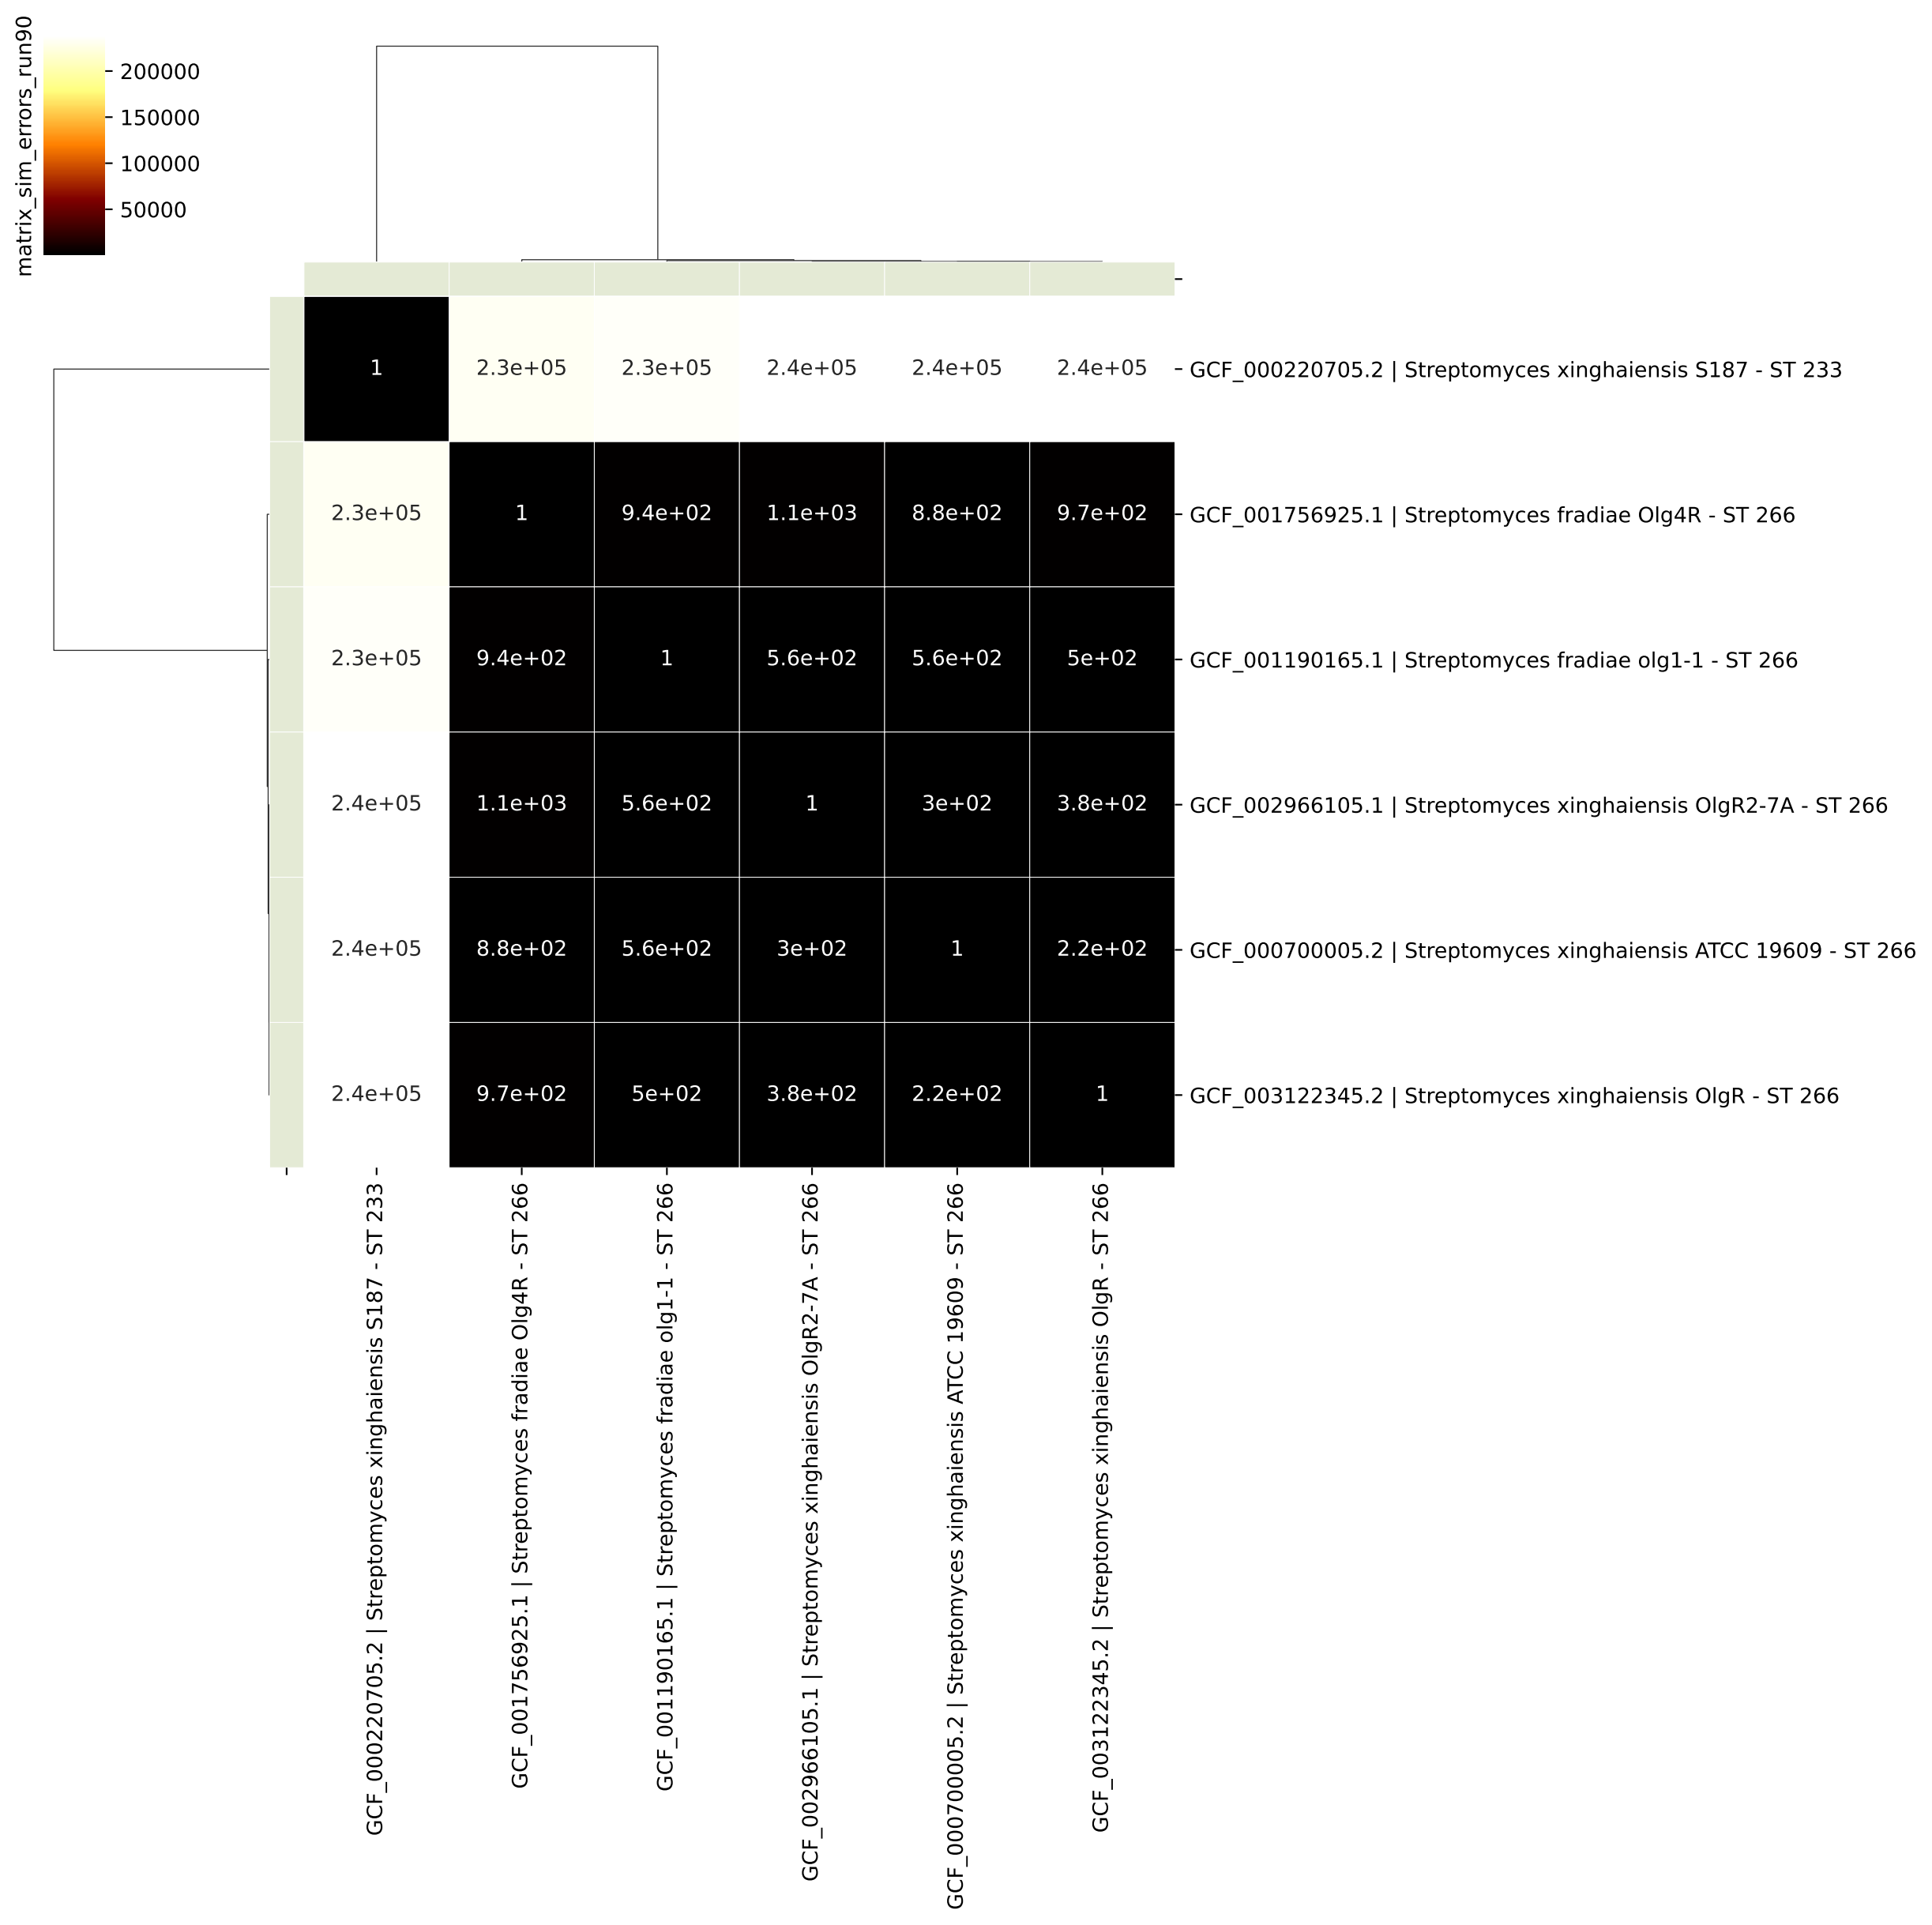 matrix_sim_errors_run90
200000
150000
100000
50000
1 2.3e+05 2.3e+05 2.4e+05 2.4e+05 2.4e+05 GCF_000220705.2 | Streptomyces xinghaiensis S187 - ST 233
2.3e+05 1 9.4e+02 1.1e+03 8.8e+02 9.7e+02 GCF_001756925.1 | Streptomyces fradiae Olg4R - ST 266
2.3e+05 9.4e+02 1 5.6e+02 5.6e+02 5e+02 GCF_001190165.1 | Streptomyces fradiae olg1-1 - ST 266
2.4e+05 1.1e+03 5.6e+02 1 3e+02 3.8e+02 GCF_002966105.1 | Streptomyces xinghaiensis OlgR2-7A - ST 266
2.4e+05 8.8e+02 5.6e+02 3e+02 1 2.2e+02 GCF_000700005.2 | Streptomyces xinghaiensis ATCC 19609 - ST 266
2.4e+05 9.7e+02 5e+02 3.8e+02 2.2e+02 1 GCF_003122345.2 | Streptomyces xinghaiensis OlgR - ST 266
GCF_000220705.2 | Streptomyces xinghaiensis S187 - ST 233
GCF_001756925.1 | Streptomyces fradiae Olg4R - ST 266
GCF_001190165.1 | Streptomyces fradiae olg1-1 - ST 266
GCF_002966105.1 | Streptomyces xinghaiensis OlgR2-7A - ST 266
GCF_000700005.2 | Streptomyces xinghaiensis ATCC 19609 - ST 266
GCF_003122345.2 | Streptomyces xinghaiensis OlgR - ST 266